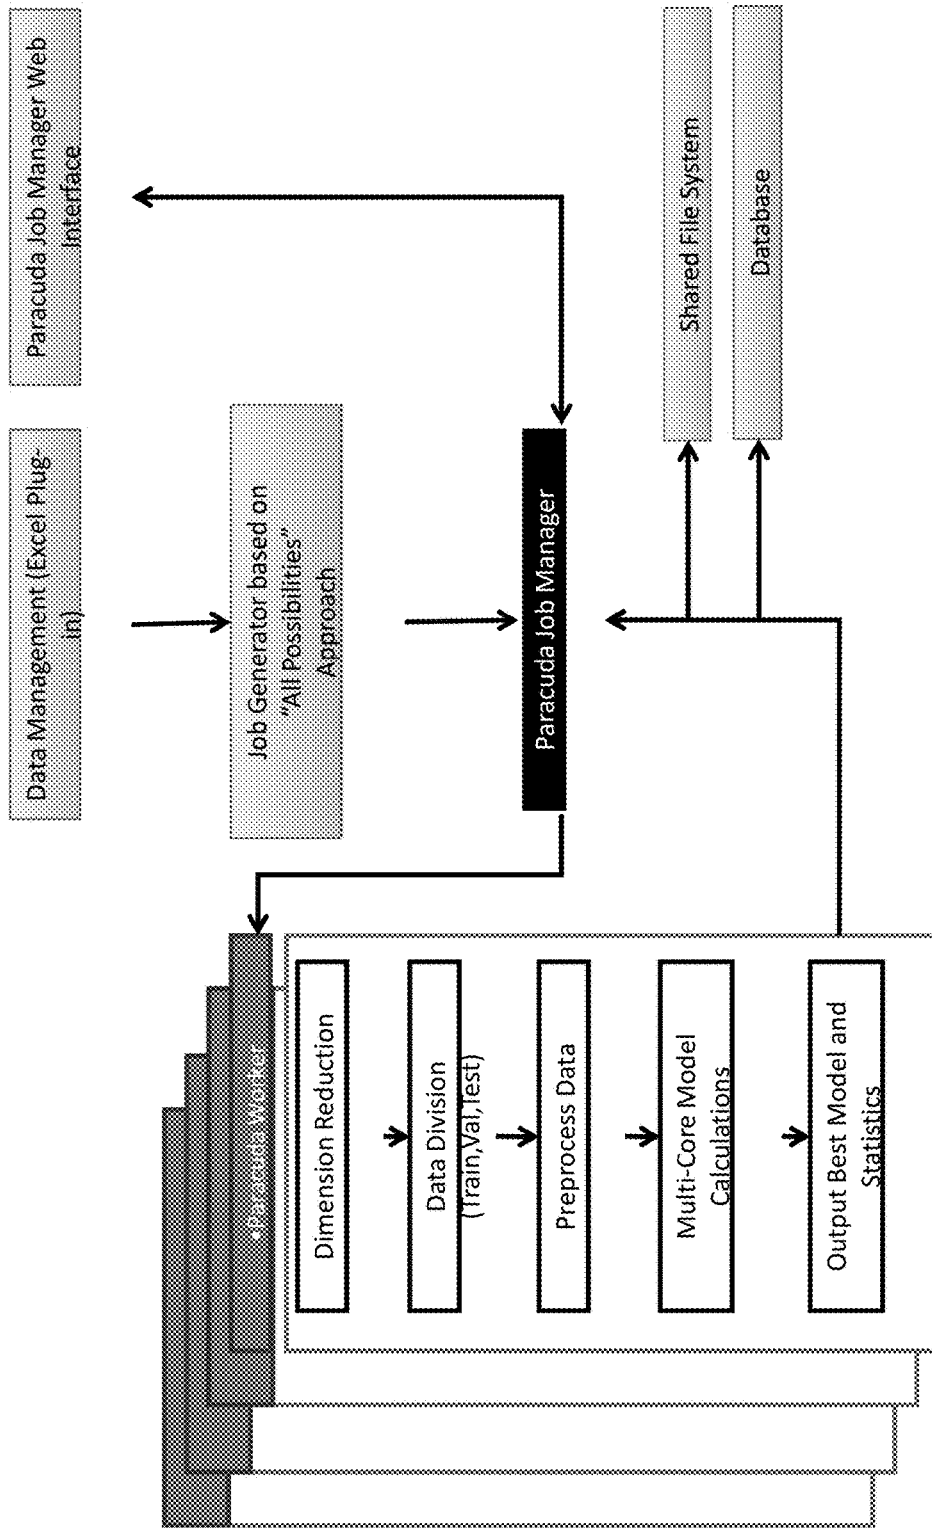 Data Management (Excel Plug-
In)
Paracuda Job Manager Web
Interface
Job Generator based on
“All Possibilities”
Approach
Paracuda Job Manager
Shared File System
Database
•Paracuda Worker
Dimension Reduction
Data Division
(Train,Val,Test)
Preprocess Data
Multi-Core Model
Calculations
Output Best Model and
Statistics